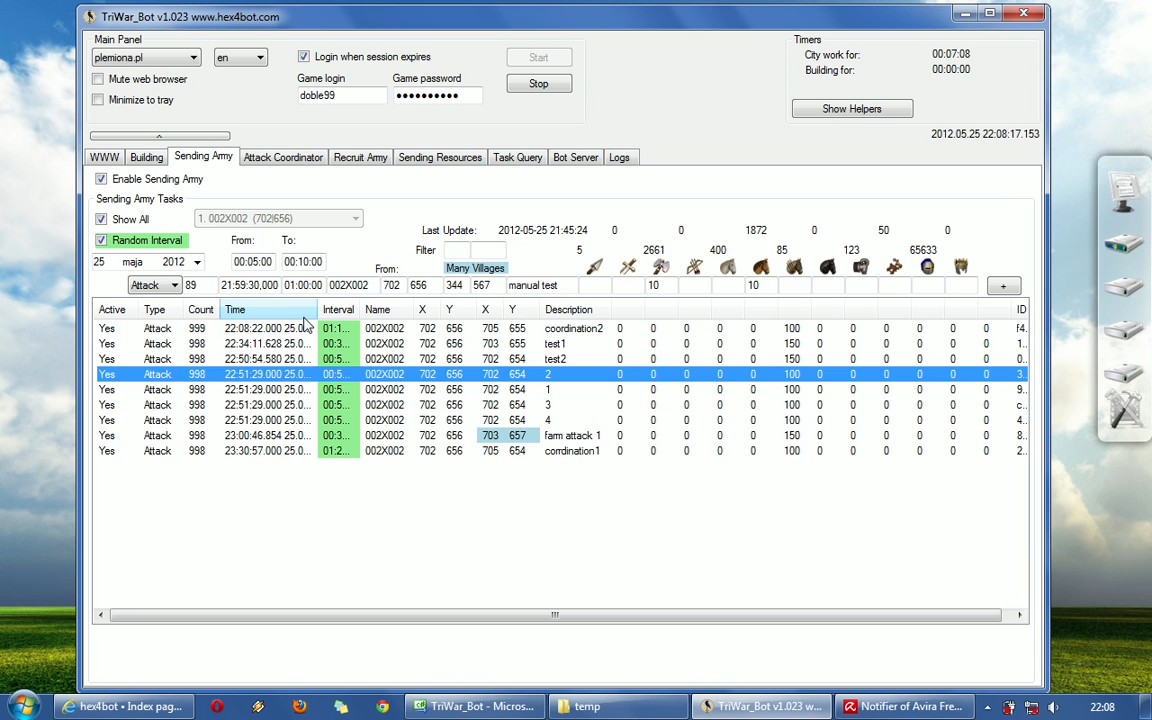 TriWar_Bot v1.023 www.hex4bot.com
Main Panel
plemiona.pl en Login when session expires Start
Mute web browser Game login Game password Stop
Minimize to tray doble99
Timers
City work for: 00:07:08
Building for: 00:00:00
Show Helpers
2012.05.25 22:08:17.153
WWW Building Sending Army Attack Coordinator Recruit Army Sending Resources Task Query Bot Server Logs
Enable Sending Army
Sending Army Tasks
Show All 1. 002X002 (702|656)
Last Update: 2012-05-25 21:45:24 0 0 1872 0 50 0
Random Interval From: To: Filter 5 2661 400 85 123 65633
25 maja 2012 00:05:00 00:10:00 From: Many Villages
Attack 89 21:59:30,000 01:00:00 002X002 702 656 344 567 manual test 10 10 +
Active Type Count Time Interval Name X Y X Y Description ID
Yes Attack 999 22:08:22.000 25.0... 01:1... 002X002 702 656 705 655 coordination2 0 0 0 0 0 100 0 0 0 0 0 0 f4.
Yes Attack 998 22:34:11.628 25.0... 00:3... 002X002 702 656 703 655 test1 0 0 0 0 0 150 0 0 0 0 0 0 1..
Yes Attack 998 22:50:54.580 25.0... 00:5... 002X002 702 656 702 654 test2 0 0 0 0 0 100 0 0 0 0 0 0 0..
Yes Attack 998 22:51:29.000 25.0... 00:5... 002X002 702 656 702 654 2 0 0 0 0 0 100 0 0 0 0 0 0 3..
Yes Attack 998 22:51:29.000 25.0... 00:5... 002X002 702 656 702 654 1 0 0 0 0 0 100 0 0 0 0 0 0 9..
Yes Attack 998 22:51:29.000 25.0... 00:5... 002X002 702 656 702 654 3 0 0 0 0 0 100 0 0 0 0 0 0 c..
Yes Attack 998 22:51:29.000 25.0... 00:5... 002X002 702 656 702 654 4 0 0 0 0 0 100 0 0 0 0 0 0 7..
Yes Attack 998 23:00:46.854 25.0... 00:3... 002X002 702 656 703 657 farm attack 1 0 0 0 0 0 150 0 0 0 0 0 0 8..
Yes Attack 998 23:30:57.000 25.0... 01:2... 002X002 702 656 705 654 cordination1 0 0 0 0 0 100 0 0 0 0 0 0 2..
hex4bot • Index pag... TriWar_Bot - Micros... temp TriWar_Bot v1.023 w... Notifier of Avira Fre... 22:08